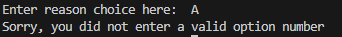 Enter reason choice here:  A
Sorry, you did not enter a valid option number